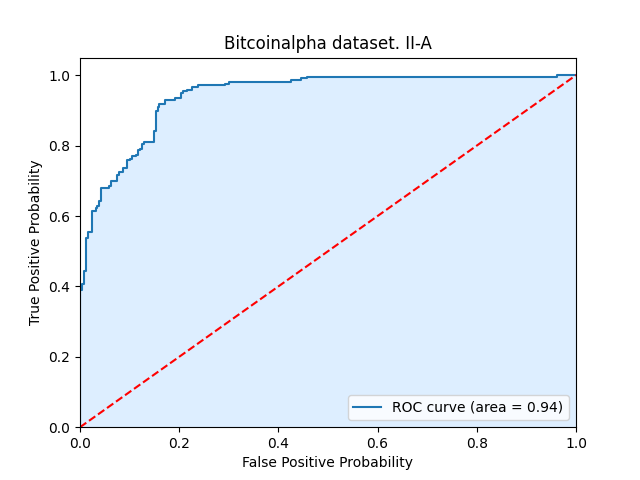 Bitcoinalpha dataset. II-A
True Positive Probability
1.0
0.8
0.6
0.4
0.2
0.0
0.0 0.2 0.4 0.6 0.8 1.0
False Positive Probability
ROC curve (area = 0.94)